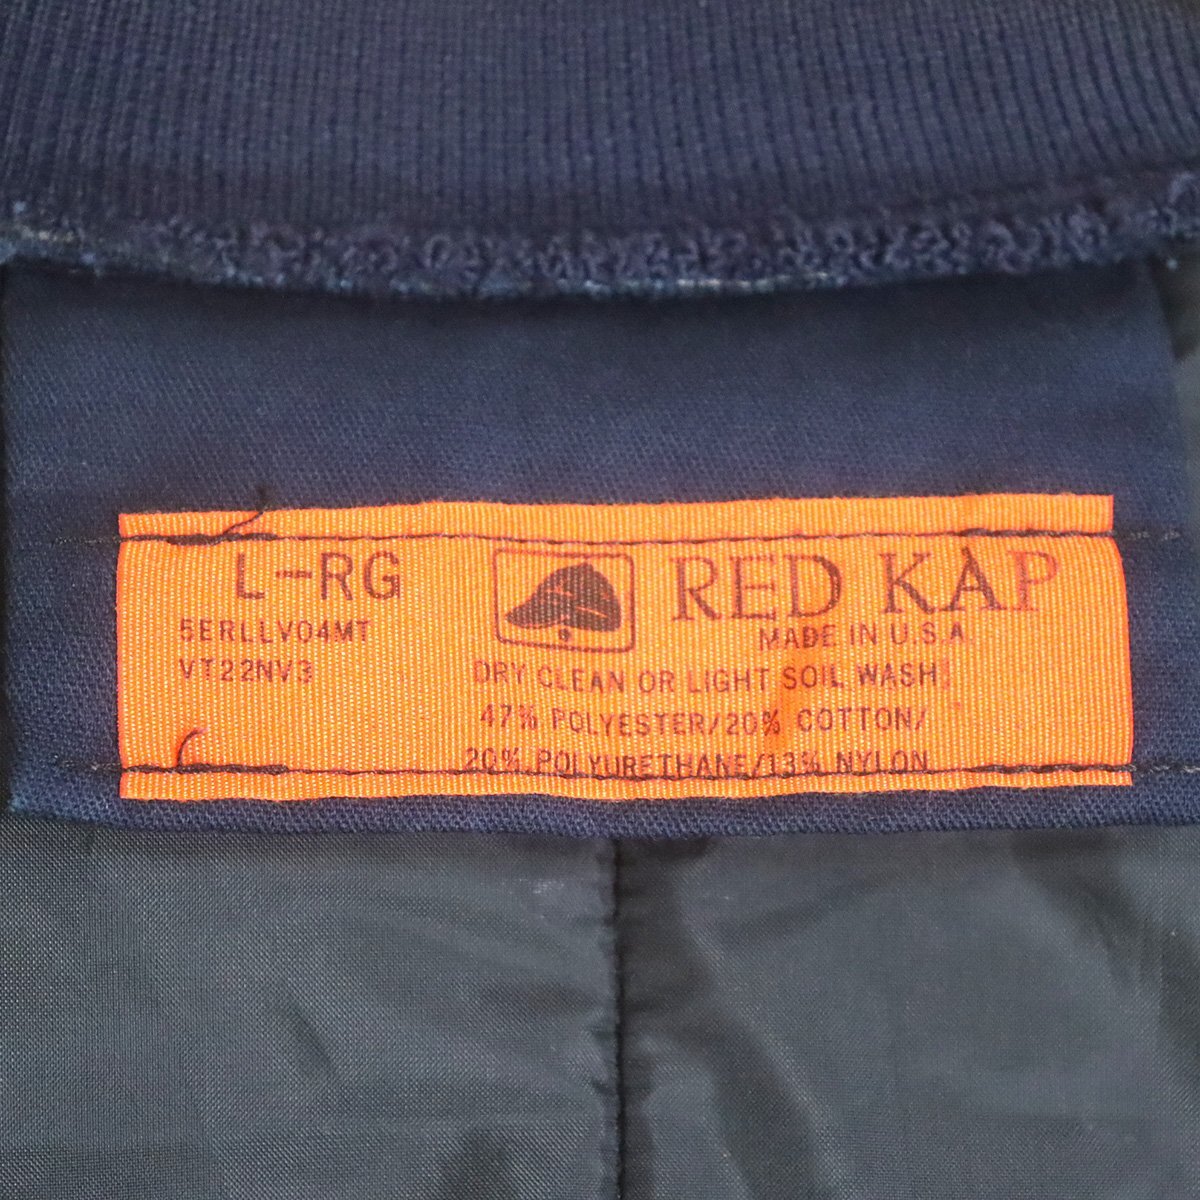 L-RG
5ERLLV04MT
VT22NV3
RED KAP
MADE IN U.S.A.
DRY CLEAN OR LIGHT SOIL WASH
47% POLYESTER/20% COTTON/
20% POLYURETHANE/13% NYLON